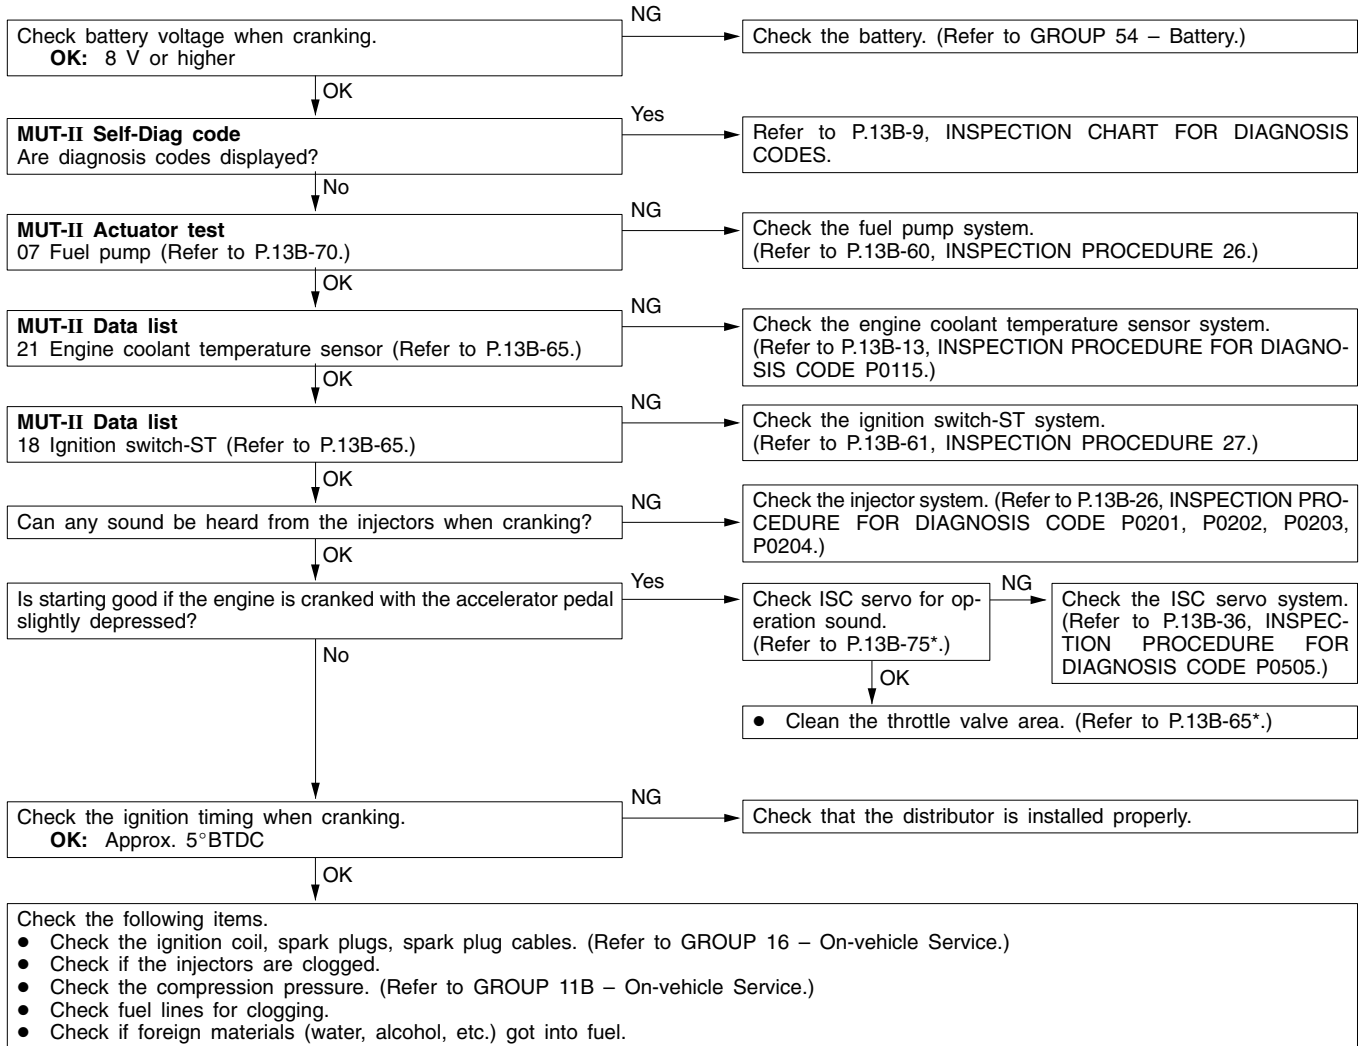 NG
Check battery voltage when cranking.
OK: 8 V or higher
Check the battery. (Refer to GROUP 54 – Battery.)
OK
Yes
MUT-II Self-Diag code
Are diagnosis codes displayed?
Refer to P.13B-9, INSPECTION CHART FOR DIAGNOSIS
CODES.
No
NG
MUT-II Actuator test
07 Fuel pump (Refer to P.13B-70.)
Check the fuel pump system.
(Refer to P.13B-60, INSPECTION PROCEDURE 26.)
OK
NG
MUT-II Data list
21 Engine coolant temperature sensor (Refer to P.13B-65.)
Check the engine coolant temperature sensor system.
(Refer to P.13B-13, INSPECTION PROCEDURE FOR DIAGNO-
SIS CODE P0115.)
OK
NG
MUT-II Data list
18 Ignition switch-ST (Refer to P.13B-65.)
Check the ignition switch-ST system.
(Refer to P.13B-61, INSPECTION PROCEDURE 27.)
OK
NG
Can any sound be heard from the injectors when cranking?
Check the injector system. (Refer to P.13B-26, INSPECTION PRO-
CEDURE FOR DIAGNOSIS CODE P0201, P0202, P0203,
P0204.)
OK
Yes
Is starting good if the engine is cranked with the accelerator pedal
slightly depressed?
Check ISC servo for op-
eration sound.
(Refer to P.13B-75*.)
NG
Check the ISC servo system.
(Refer to P.13B-36, INSPEC-
TION PROCEDURE FOR
DIAGNOSIS CODE P0505.)
No
OK
● Clean the throttle valve area. (Refer to P.13B-65*.)
NG
Check the ignition timing when cranking.
OK: Approx. 5°BTDC
Check that the distributor is installed properly.
OK
Check the following items.
● Check the ignition coil, spark plugs, spark plug cables. (Refer to GROUP 16 – On-vehicle Service.)
● Check if the injectors are clogged.
● Check the compression pressure. (Refer to GROUP 11B – On-vehicle Service.)
● Check fuel lines for clogging.
● Check if foreign materials (water, alcohol, etc.) got into fuel.